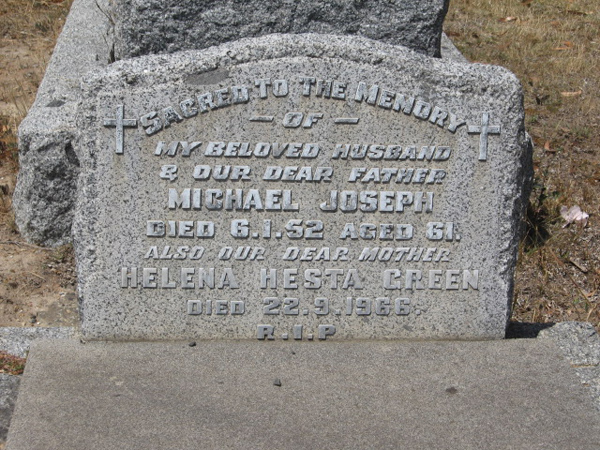 SACRED TO THE MEMORY
— OF —
MY BELOVED HUSBAND
& OUR DEAR FATHER
MICHAEL JOSEPH
DIED 6.1.52 AGED 61.
ALSO OUR DEAR MOTHER
HELENA HESTA GREEN
DIED 22.9.1966
R.I.P